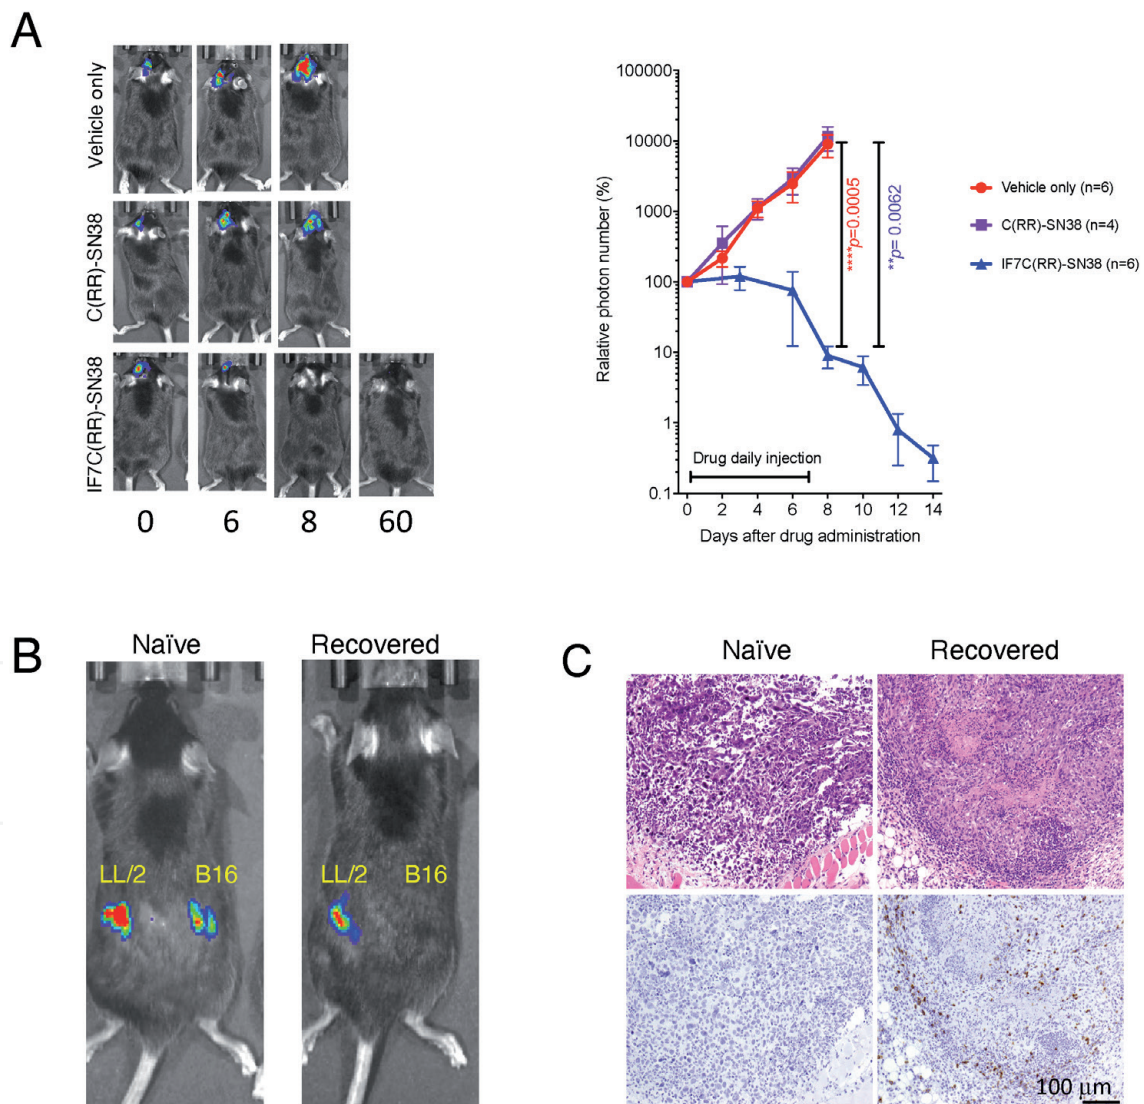 A
Vehicle only
C(RR)-SN38
IF7C(RR)-SN38
0 6 8 60
Ralative photon number (%)
100000
10000
1000
100
10
1
0.1
Drug daily injection
0 2 4 6 8 10 12 14
Days after drug administration
****p=0.0005
**p= 0.0062
Vehicle only (n=6)
C(RR)-SN38 (n=4)
IF7C(RR)-SN38 (n=6)
B
Naïve Recovered
LL/2 B16 LL/2 B16
C
Naïve Recovered
100 μm